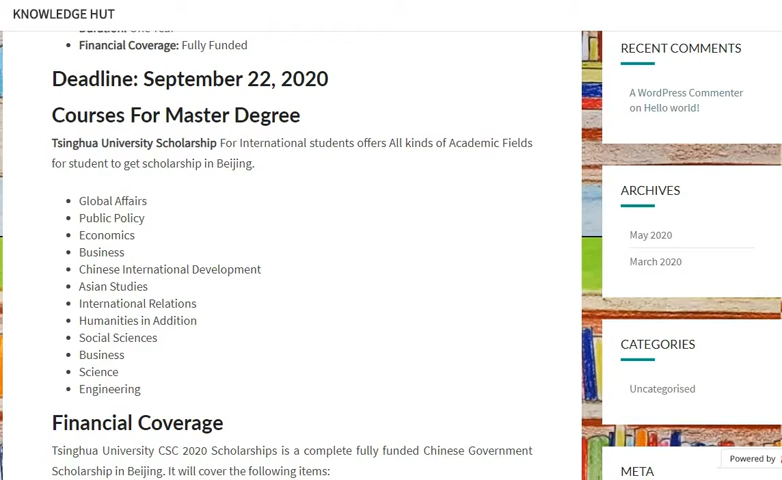 KNOWLEDGE HUT
Duration: One Year
Financial Coverage: Fully Funded
Deadline: September 22, 2020
Courses For Master Degree
Tsinghua University Scholarship For International students offers All kinds of Academic Fields
for student to get scholarship in Beijing.
Global Affairs
Public Policy
Economics
Business
Chinese International Development
Asian Studies
International Relations
Humanities in Addition
Social Sciences
Business
Science
Engineering
Financial Coverage
Tsinghua University CSC 2020 Scholarships is a complete fully funded Chinese Government
Scholarship in Beijing. It will cover the following items:
RECENT COMMENTS
A WordPress Commenter
on Hello world!
ARCHIVES
May 2020
March 2020
CATEGORIES
Uncategorised
META
Powered by